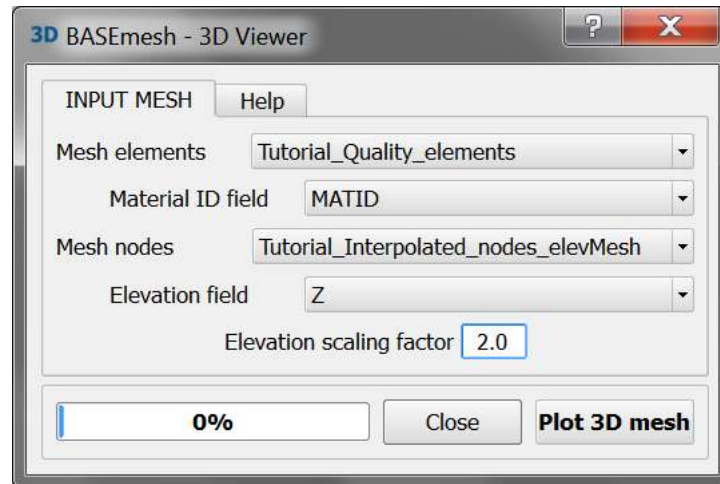 3D BASEmesh - 3D Viewer ? X
INPUT MESH Help
Mesh elements Tutorial_Quality_elements
Material ID field MATID
Mesh nodes Tutorial_Interpolated_nodes_elevMesh
Elevation field Z
Elevation scaling factor 2.0
0% Close Plot 3D mesh